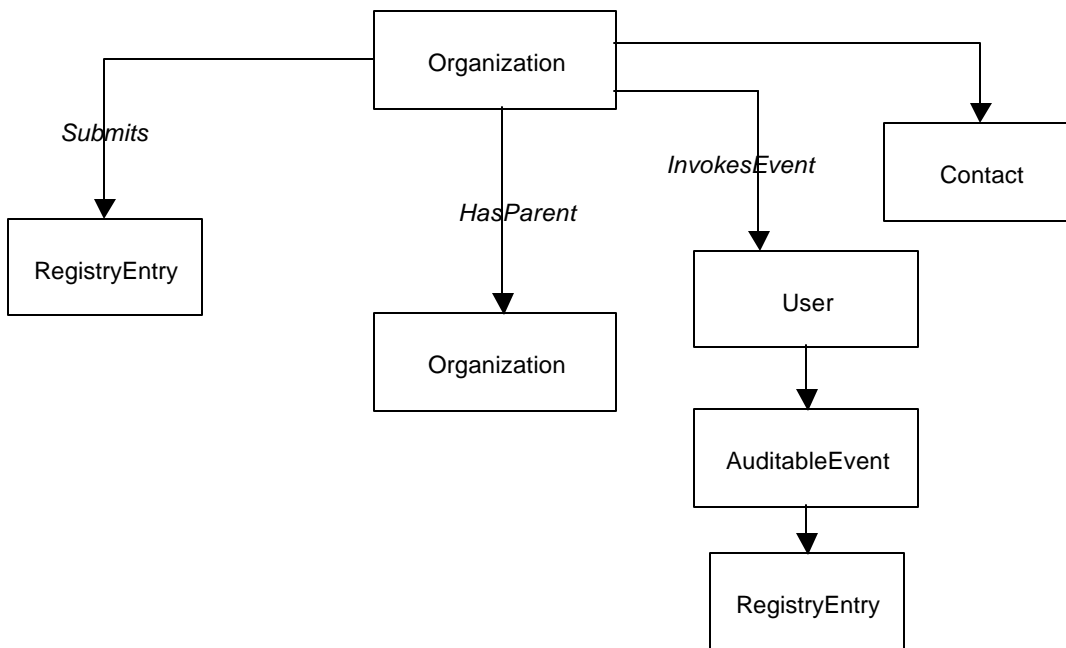 Organization
Submits
InvokesEvent
Contact
HasParent
RegistryEntry
User
Organization
AuditableEvent
RegistryEntry